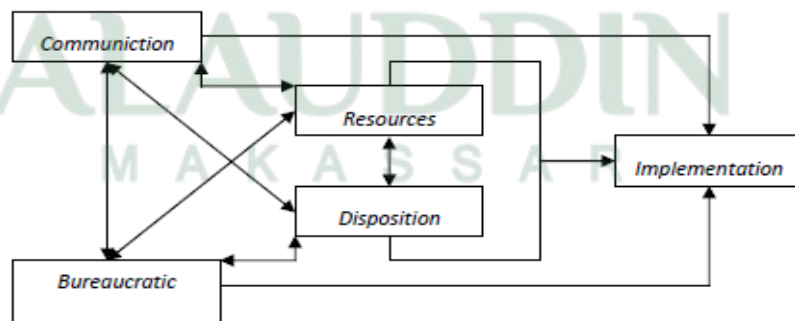 Communiction
ALAUDDIN
Resources
MAKASSAR
Implementation
Disposition
Bureaucratic